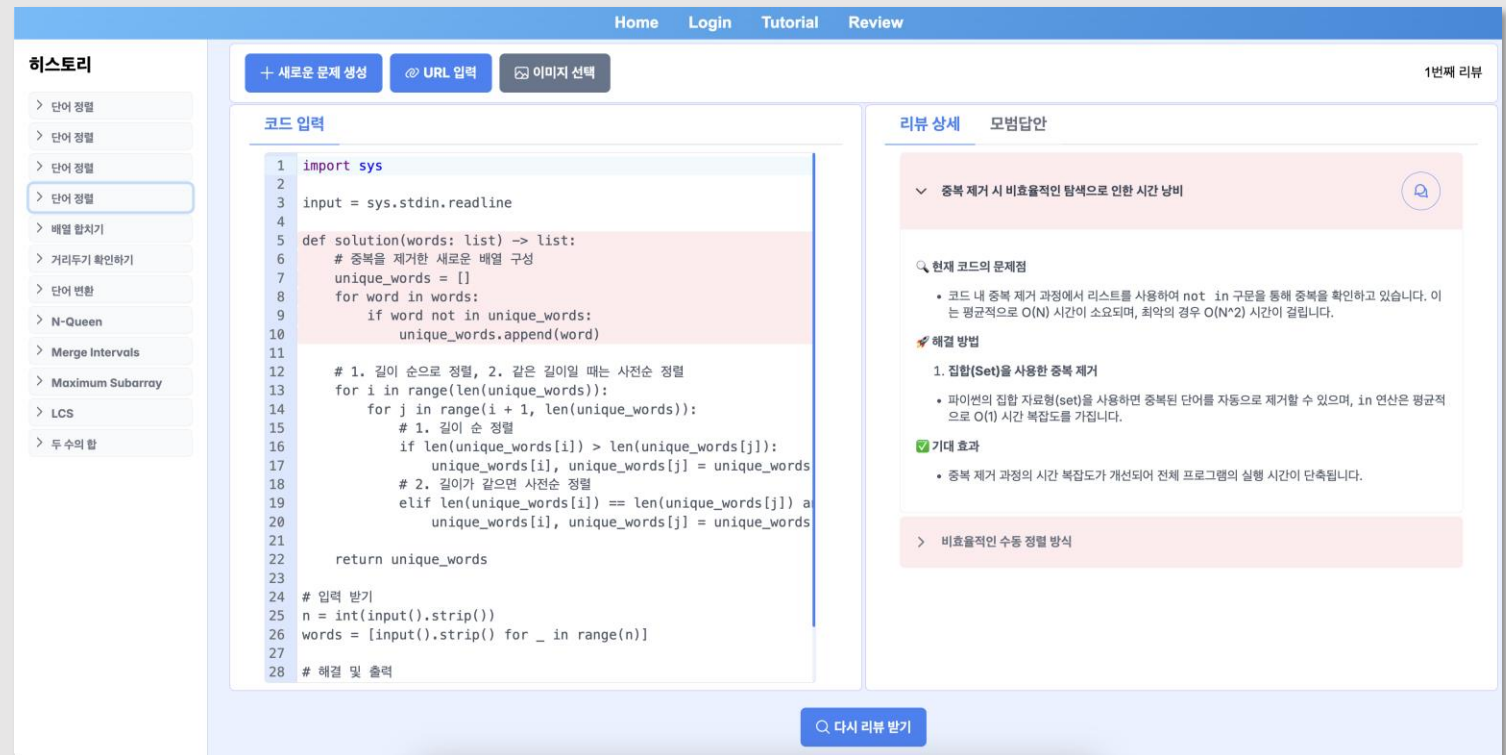 Home Login Tutorial Review
히스토리
단어 정렬
단어 정렬
단어 정렬
단어 정렬
배열 합치기
거리두기 확인하기
단어 변환
N-Queen
Merge Intervals
Maximum Subarray
LCS
두 수의 합
새로운 문제 생성 URL 입력 이미지 선택
1번째 리뷰
코드 입력
1 import sys
2
3 input = sys.stdin.readline
4
5 def solution(words: list) -> list:
6 # 중복을 제거한 새로운 배열 구성
7 unique_words = []
8 for word in words:
9 if word not in unique_words:
10 unique_words.append(word)
11
12 # 1. 길이 순으로 정렬, 2. 같은 길이일 때는 사전순 정렬
13 for i in range(len(unique_words)):
14 for j in range(i + 1, len(unique_words)):
15 # 1. 길이 순 정렬
16 if len(unique_words[i]) > len(unique_words[j]):
17 unique_words[i], unique_words[j] = unique_words
18 # 2. 길이가 같으면 사전순 정렬
19 elif len(unique_words[i]) == len(unique_words[j]) a
20 unique_words[i], unique_words[j] = unique_words
21
22 return unique_words
23
24 # 입력 받기
25 n = int(input().strip())
26 words = [input().strip() for _ in range(n)]
27
28 # 해결 및 출력
리뷰 상세 모범답안
중복 제거 시 비효율적인 탐색으로 인한 시간 낭비
🔍 현재 코드의 문제점
• 코드 내 중복 제거 과정에서 리스트를 사용하여 not in 구문을 통해 중복을 확인하고 있습니다. 이
는 평균적으로 O(N) 시간이 소요되며, 최악의 경우 O(N^2) 시간이 걸립니다.
🚀 해결 방법
1. 집합(Set)을 사용한 중복 제거
• 파이썬의 집합 자료형(set)을 사용하면 중복된 단어를 자동으로 제거할 수 있으며, in 연산은 평균적
으로 O(1) 시간 복잡도를 가집니다.
✅ 기대 효과
• 중복 제거 과정의 시간 복잡도가 개선되어 전체 프로그램의 실행 시간이 단축됩니다.
비효율적인 수동 정렬 방식
다시 리뷰 받기